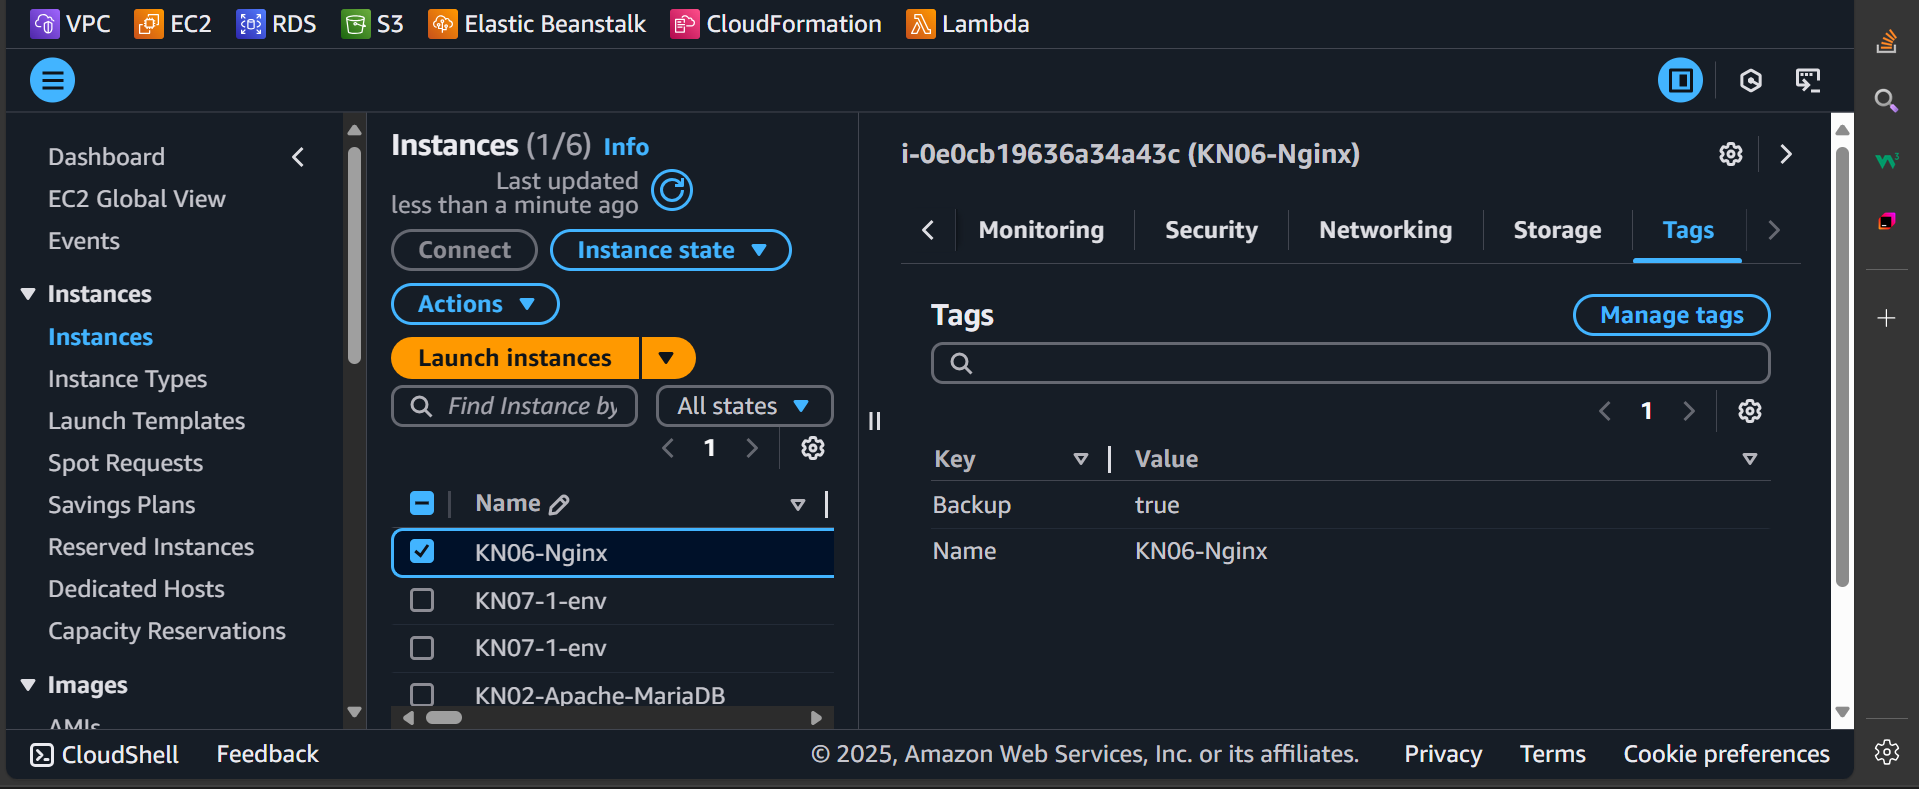 VPC EC2 RDS S3 Elastic Beanstalk CloudFormation Lambda
Dashboard
EC2 Global View
Events
Instances
Instances
Instance Types
Launch Templates
Spot Requests
Savings Plans
Reserved Instances
Dedicated Hosts
Capacity Reservations
Images
AMIs
Instances (1/6) Info
Last updated
less than a minute ago
Connect Instance state
Actions
Launch instances
Find Instance by All states
1
Name
KN06-Nginx
KN07-1-env
KN07-1-env
KN02-Apache-MariaDB
i-0e0cb19636a34a43c (KN06-Nginx)
Monitoring Security Networking Storage Tags
Tags Manage tags
1
Key Value
Backup true
Name KN06-Nginx
CloudShell Feedback © 2025, Amazon Web Services, Inc. or its affiliates. Privacy Terms Cookie preferences